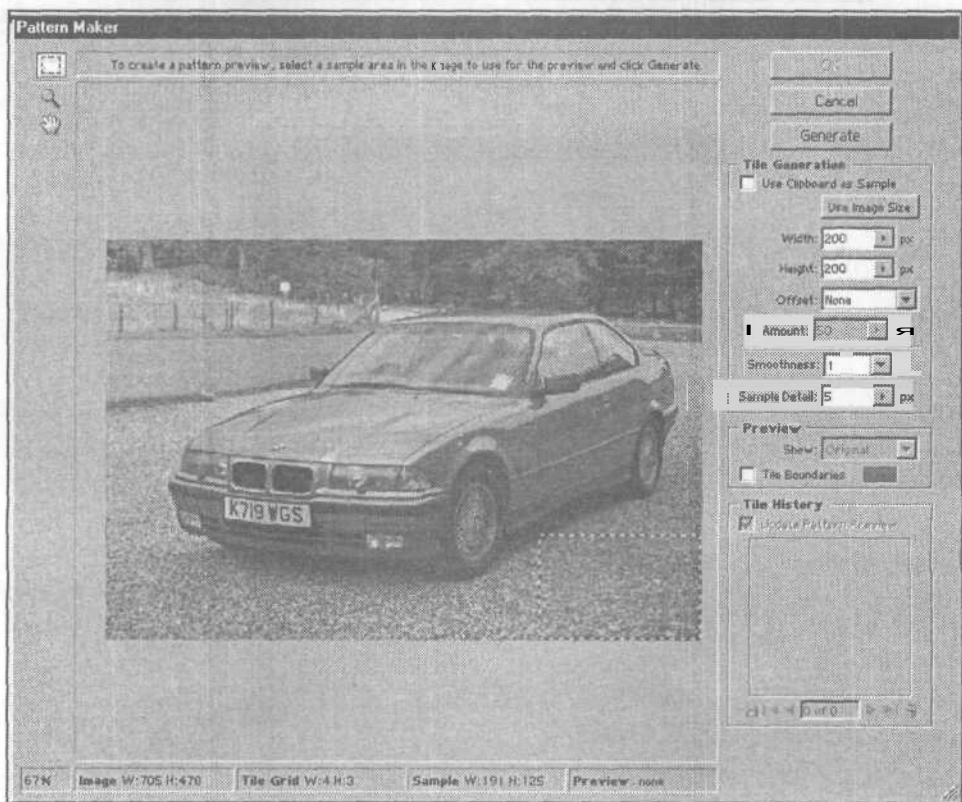 Pattern Maker
To create a pattern preview, select a sample area in the to use for the preview and click Generate.
Cancel
Generate
Tile Generation
Use Clipboard as Sample
Use Image Size
Width: 200 px
Height: 200 px
Offset: None
Amount: 50
Smoothness: 1
Sample Detail: 5 px
Preview
Show: Original
Tile Boundaries
Tile History
Update Pattern Preview
0 of 0
K719 WGS
67% Image W:705 H:470 Tile Grid W:4 H:3 Sample W:191 H:125 Preview: none